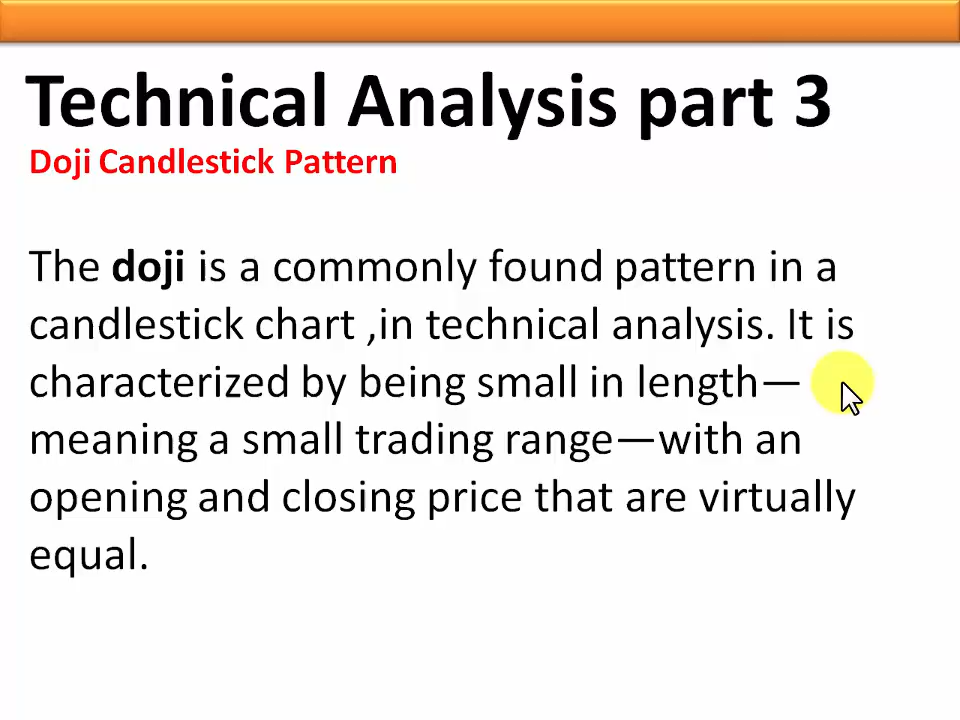 Technical Analysis part 3
Doji Candlestick Pattern
The doji is a commonly found pattern in a
candlestick chart ,in technical analysis. It is
characterized by being small in length—
meaning a small trading range—with an
opening and closing price that are virtually
equal.